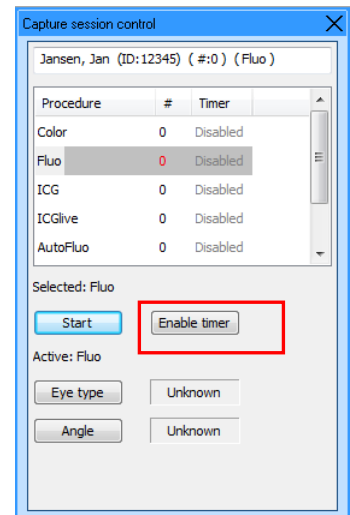 Capture session control
Jansen, Jan (ID:12345) ( #:0 ) ( Fluo )
Procedure # Timer
Color 0 Disabled
Fluo 0 Disabled
ICG 0 Disabled
ICGlive 0 Disabled
AutoFluo 0 Disabled
Selected: Fluo
Start Enable timer
Active: Fluo
Eye type Unknown
Angle Unknown